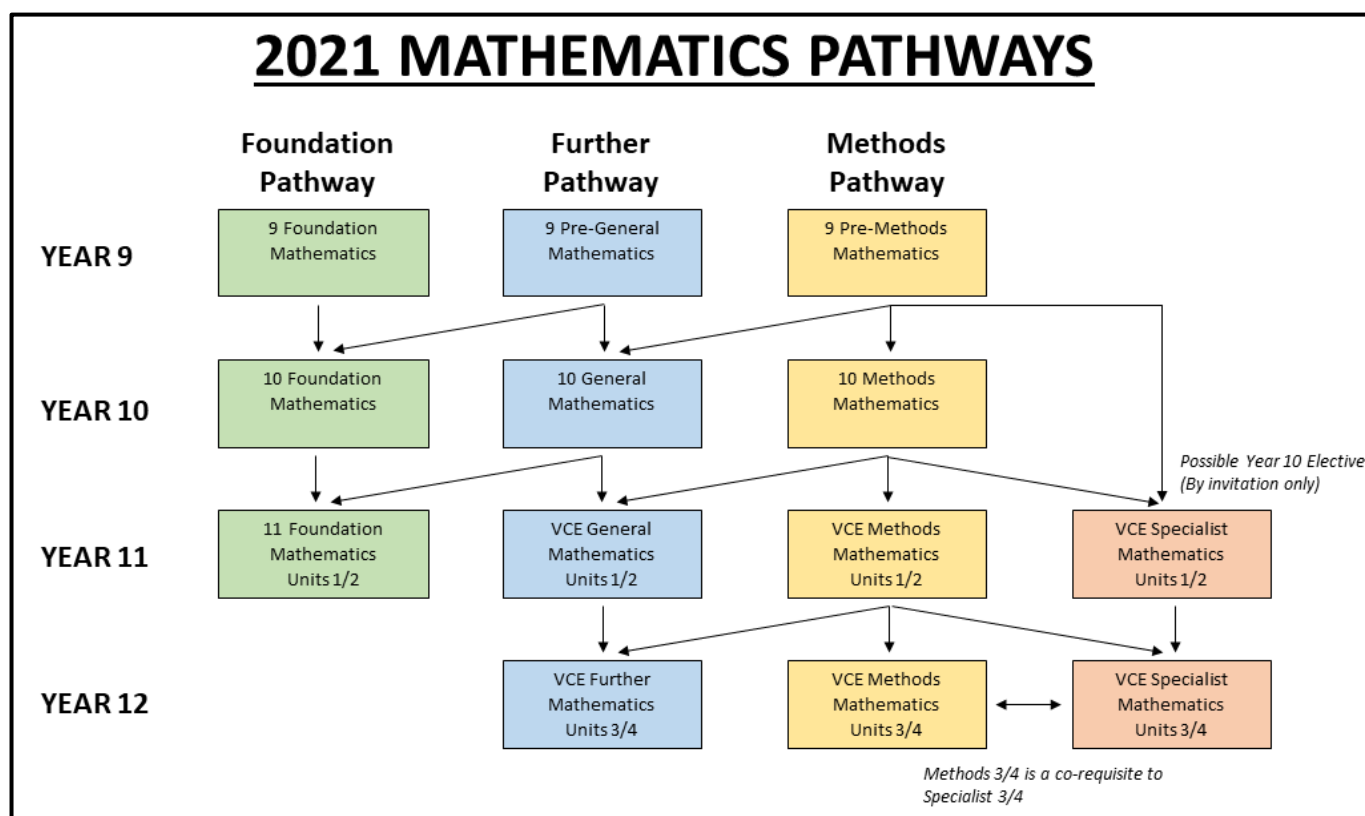 2021 MATHEMATICS PATHWAYS
Foundation
Pathway
Further
Pathway
Methods
Pathway
YEAR 9
9 Foundation
Mathematics
9 Pre-General
Mathematics
9 Pre-Methods
Mathematics
YEAR 10
10 Foundation
Mathematics
10 General
Mathematics
10 Methods
Mathematics
Possible Year 10 Elective
(By invitation only)
YEAR 11
11 Foundation
Mathematics
Units 1/2
VCE General
Mathematics
Units 1/2
VCE Methods
Mathematics
Units 1/2
VCE Specialist
Mathematics
Units 1/2
YEAR 12
VCE Further
Mathematics
Units 3/4
VCE Methods
Mathematics
Units 3/4
VCE Specialist
Mathematics
Units 3/4
Methods 3/4 is a co-requisite to
Specialist 3/4